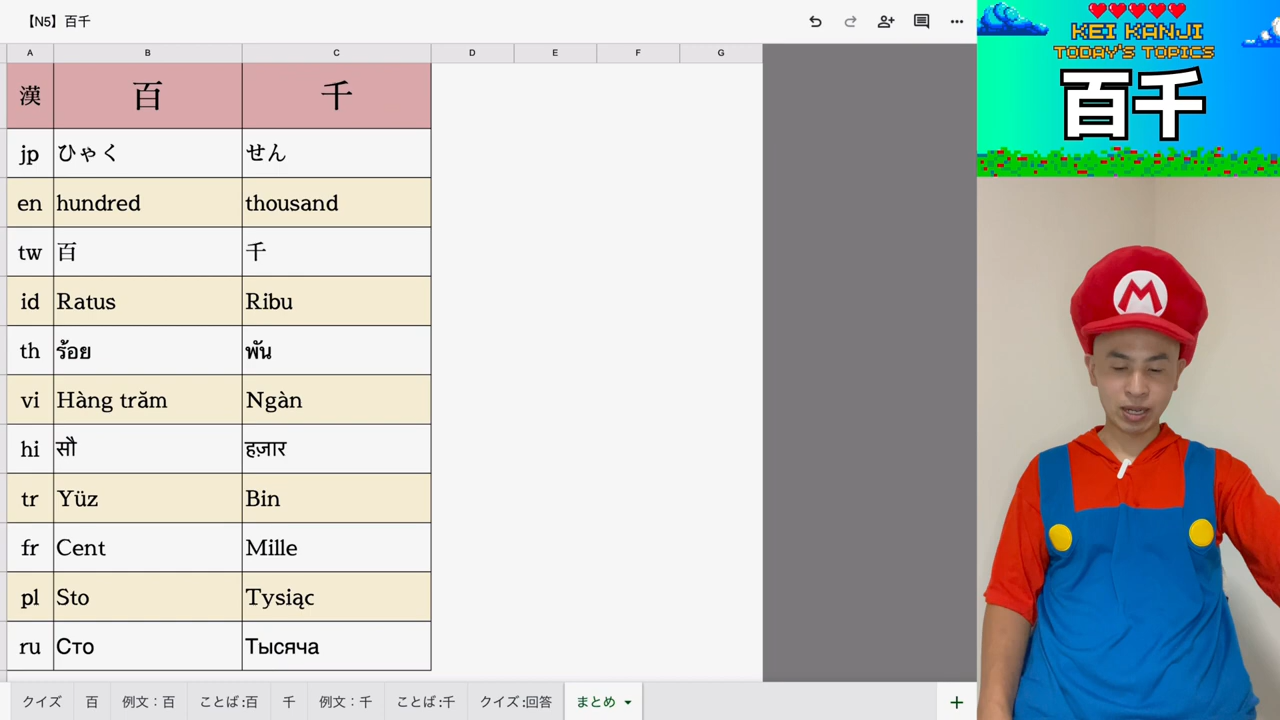 【N5】百千
A B C D E F G
漢 百 千
jp ひゃく せん
en hundred thousand
tw 百 千
id Ratus Ribu
th ร้อย พัน
vi Hàng trăm Ngàn
hi सौ हज़ार
tr Yüz Bin
fr Cent Mille
pl Sto Tysiąc
ru Сто Тысяча
クイズ 百 例文：百 ことば:百 千 例文：千 ことば:千 クイズ:回答 まとめ
KEI KANJI
TODAY'S TOPICS
百千
M